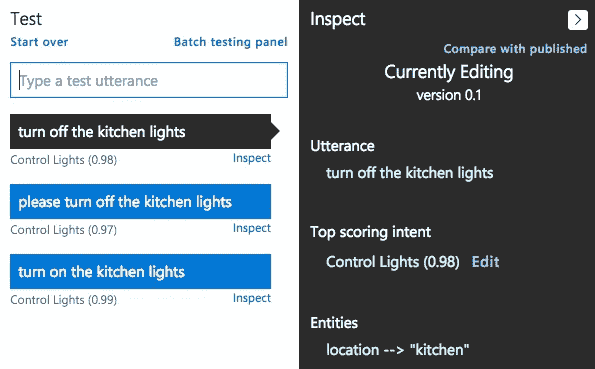 Test
Start over Batch testing panel
Type a test utterance
turn off the kitchen lights
Control Lights (0.98) Inspect
please turn off the kitchen lights
Control Lights (0.97) Inspect
turn on the kitchen lights
Control Lights (0.99) Inspect
Inspect
Compare with published
Currently Editing
version 0.1
Utterance
turn off the kitchen lights
Top scoring intent
Control Lights (0.98) Edit
Entities
location --> "kitchen"